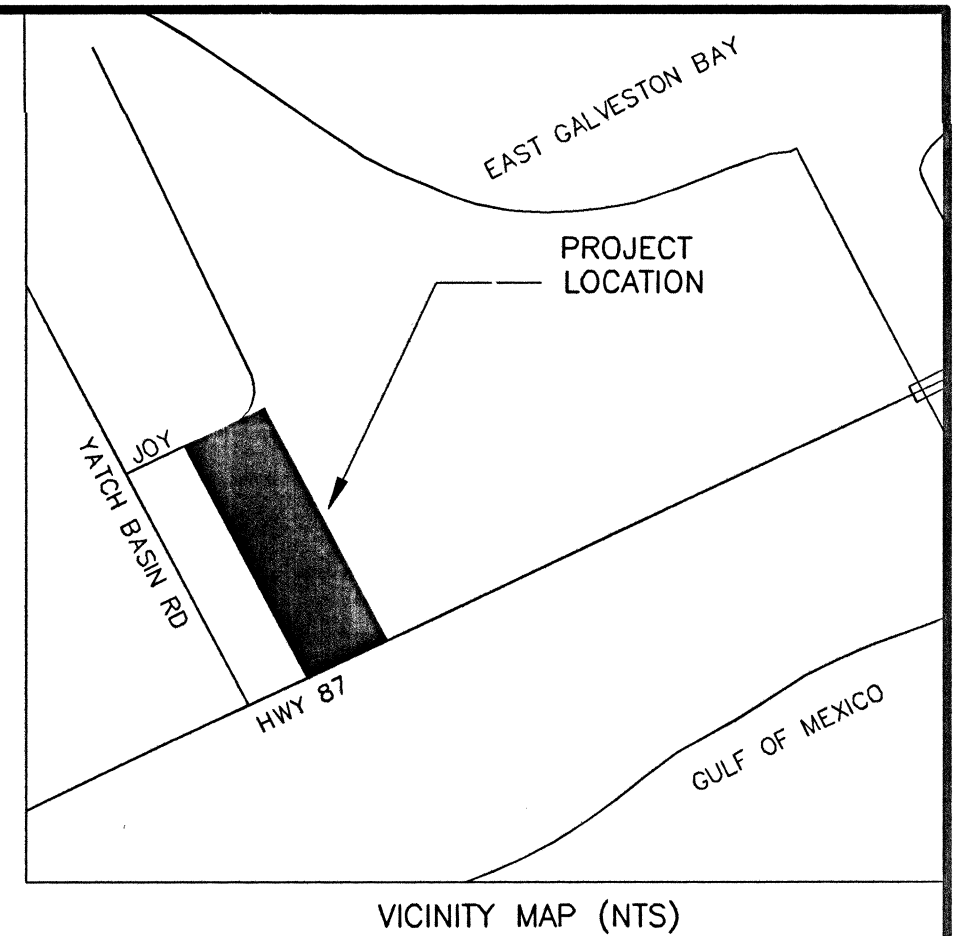 EAST GALVESTON BAY
PROJECT
LOCATION
JOY
YATCH BASIN RD
HWY 87
GULF OF MEXICO
VICINITY MAP (NTS)